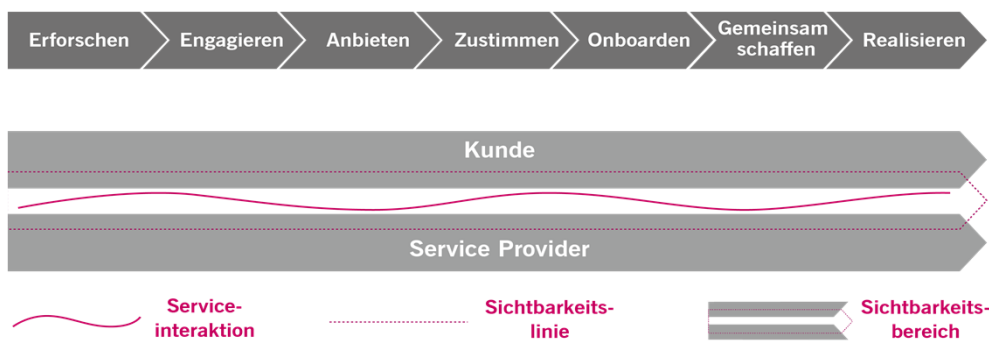 Erforschen
Engagieren
Anbieten
Zustimmen
Onboarden
Gemeinsam
schaffen
Realisieren
Kunde
Service Provider
Service-
interaktion
Sichtbarkeits-
linie
Sichtbarkeits-
bereich